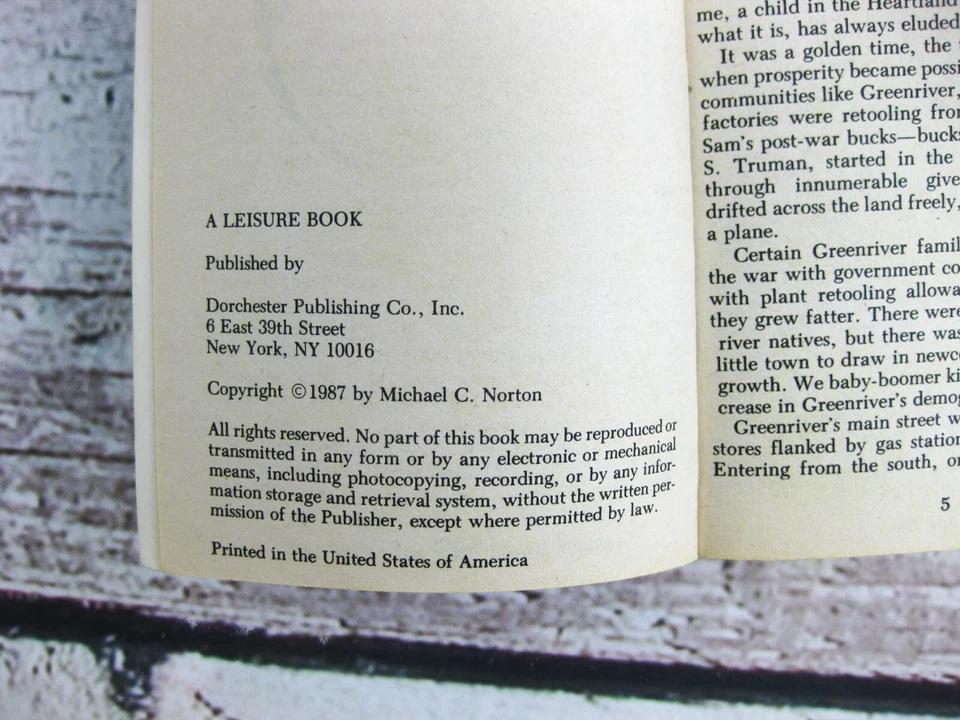 A LEISURE BOOK
Published by
Dorchester Publishing Co., Inc.
6 East 39th Street
New York, NY 10016
Copyright ©1987 by Michael C. Norton
All rights reserved. No part of this book may be reproduced or
transmitted in any form or by any electronic or mechanical
means, including photocopying, recording, or by any infor-
mation storage and retrieval system, without the written per-
mission of the Publisher, except where permitted by law.
Printed in the United States of America
me, a child in the Heartland
what it is, has always eluded
It was a golden time, the
when prosperity became possi
communities like Greenriver,
factories were retooling from
Sam's post-war bucks—bucks
S. Truman, started in the
through innumerable give
drifted across the land freely,
a plane.
Certain Greenriver famil
the war with government co
with plant retooling allowa
they grew fatter. There were
river natives, but there was
little town to draw in newc
growth. We baby-boomer ki
crease in Greenriver's demog
Greenriver's main street w
stores flanked by gas station
Entering from the south, o
5